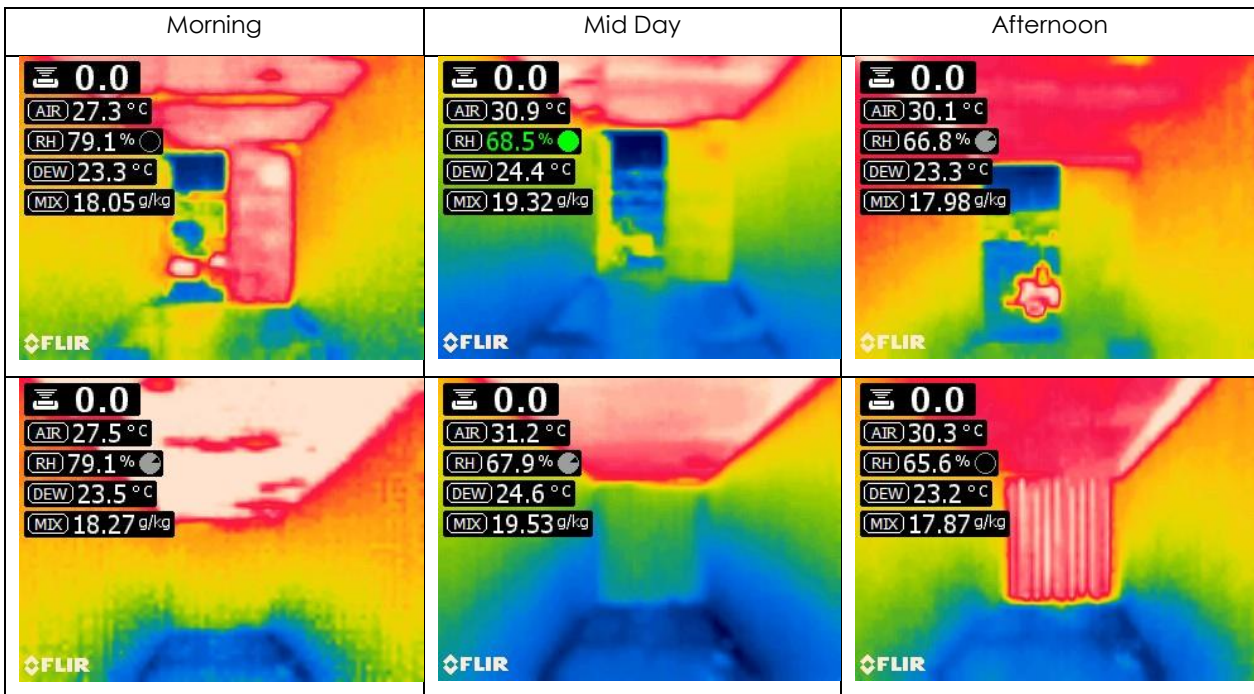 Morning
Mid Day
Afternoon
0.0
AIR 27.3 °C
RH 79.1 %
DEW 23.3 °C
MIX 18.05 g/kg
FLIR
0.0
AIR 30.9 °C
RH 68.5 %
DEW 24.4 °C
MIX 19.32 g/kg
FLIR
0.0
AIR 30.1 °C
RH 66.8 %
DEW 23.3 °C
MIX 17.98 g/kg
FLIR
0.0
AIR 27.5 °C
RH 79.1 %
DEW 23.5 °C
MIX 18.27 g/kg
FLIR
0.0
AIR 31.2 °C
RH 67.9 %
DEW 24.6 °C
MIX 19.53 g/kg
FLIR
0.0
AIR 30.3 °C
RH 65.6 %
DEW 23.2 °C
MIX 17.87 g/kg
FLIR